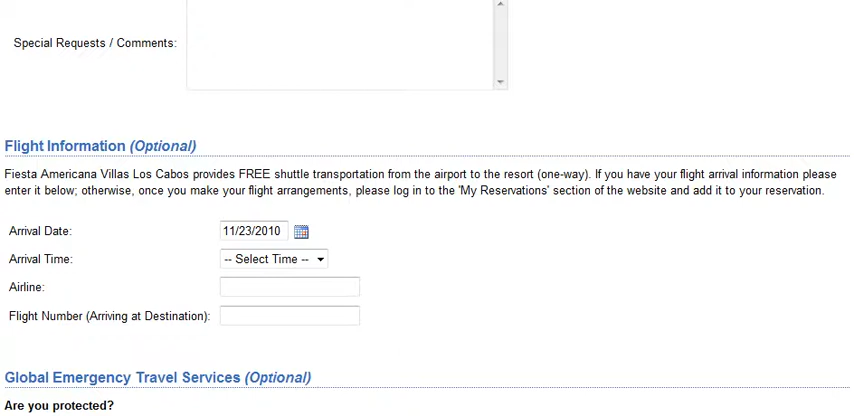 Special Requests / Comments:
Flight Information (Optional)
Fiesta Americana Villas Los Cabos provides FREE shuttle transportation from the airport to the resort (one-way). If you have your flight arrival information please
enter it below; otherwise, once you make your flight arrangements, please log in to the 'My Reservations' section of the website and add it to your reservation.
Arrival Date: 11/23/2010
Arrival Time: -- Select Time --
Airline:
Flight Number (Arriving at Destination):
Global Emergency Travel Services (Optional)
Are you protected?